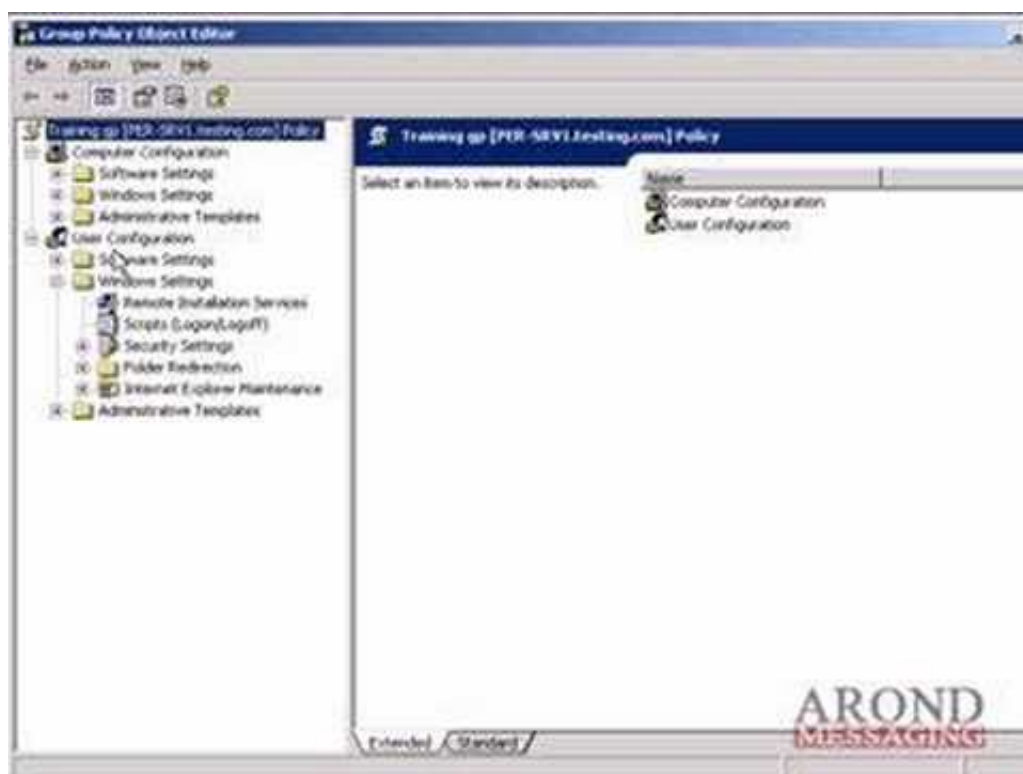 Group Policy Object Editor
File Action View Help
Training gp [PER-SRV1.testing.com] Policy
Computer Configuration
Software Settings
Windows Settings
Administrative Templates
User Configuration
Software Settings
Windows Settings
Remote Installation Services
Scripts (Logon/Logoff)
Security Settings
Folder Redirection
Internet Explorer Maintenance
Administrative Templates
Training gp [PER-SRV1.testing.com] Policy
Select an item to view its description.
Name
Computer Configuration
User Configuration
Extended Standard
AROND
MESSAGING